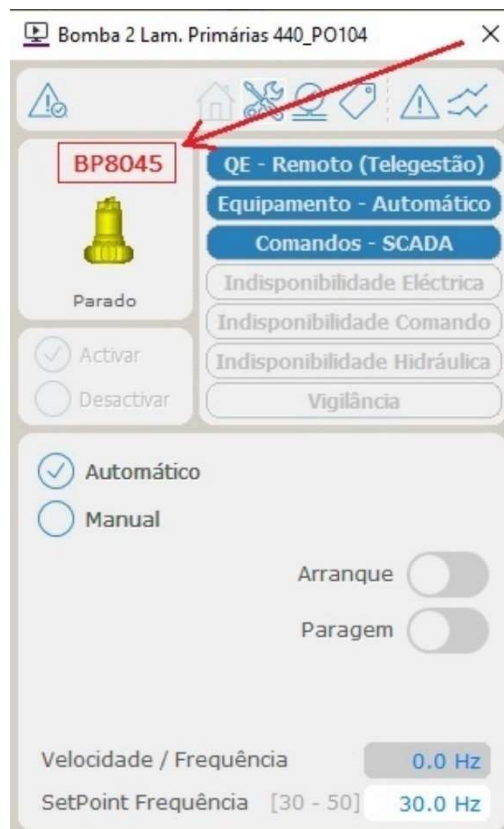 Bomba 2 Lam. Primárias 440_PO104
BP8045
Parado
QE - Remoto (Telegestão)
Equipamento - Automático
Comandos - SCADA
Indisponibilidade Eléctrica
Indisponibilidade Comando
Indisponibilidade Hidráulica
Vigilância
Activar
Desactivar
Automático
Manual
Arranque
Paragem
Velocidade / Frequência 0.0 Hz
SetPoint Frequência [30 - 50] 30.0 Hz